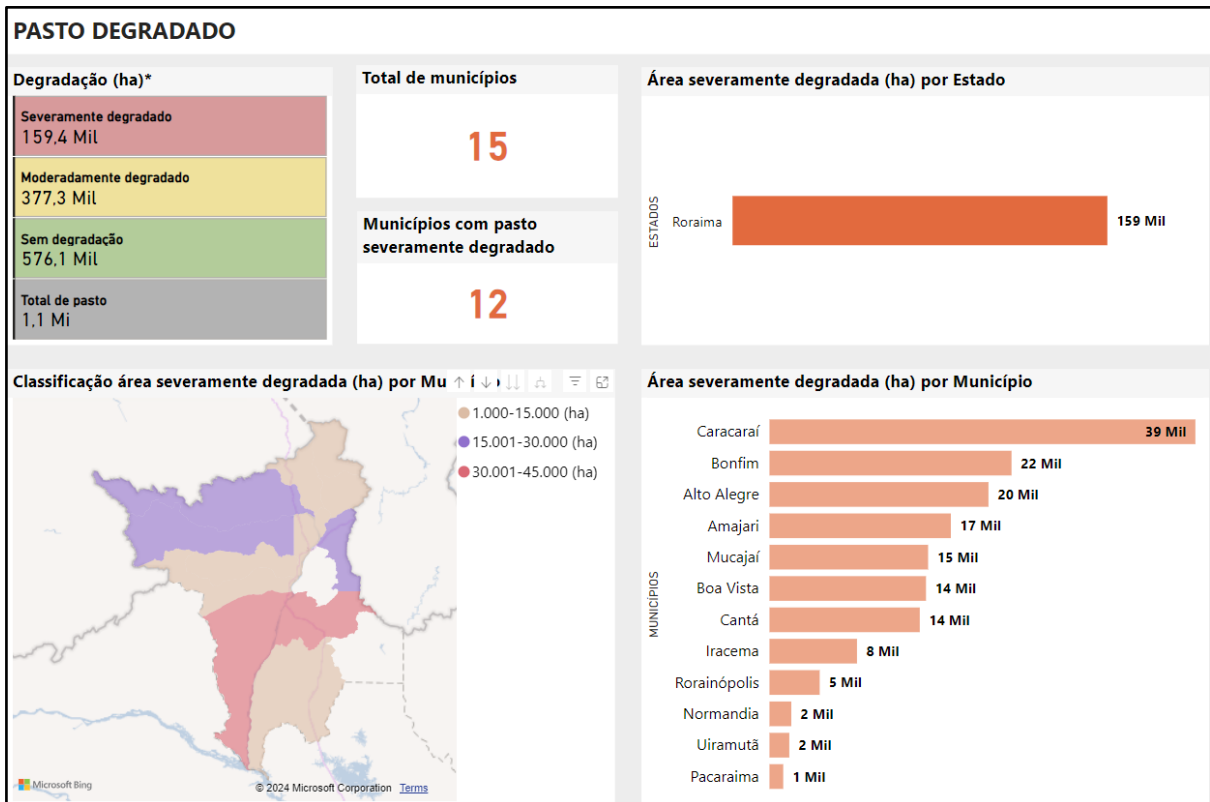 PASTO DEGRADADO
Degradação (ha)*
Severamente degradado
159,4 Mil
Moderadamente degradado
377,3 Mil
Sem degradação
576,1 Mil
Total de pasto
1,1 Mi
Total de municípios
15
Municípios com pasto
severamente degradado
12
Área severamente degradada (ha) por Estado
ESTADOS
Roraima
159 Mil
Classificação área severamente degradada (ha) por Mu
1.000-15.000 (ha)
15.001-30.000 (ha)
30.001-45.000 (ha)
Microsoft Bing
© 2024 Microsoft Corporation Terms
Área severamente degradada (ha) por Município
MUNICÍPIOS
Caracaraí 39 Mil
Bonfim 22 Mil
Alto Alegre 20 Mil
Amajari 17 Mil
Mucajaí 15 Mil
Boa Vista 14 Mil
Cantá 14 Mil
Iracema 8 Mil
Rorainópolis 5 Mil
Normandia 2 Mil
Uiramutã 2 Mil
Pacaraima 1 Mil